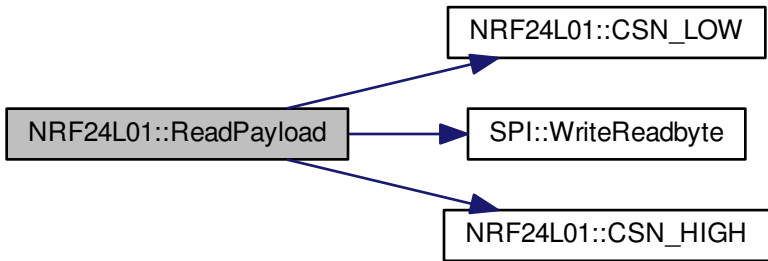 NRF24L01::CSN_LOW
NRF24L01::ReadPayload
SPI::WriteReadbyte
NRF24L01::CSN_HIGH